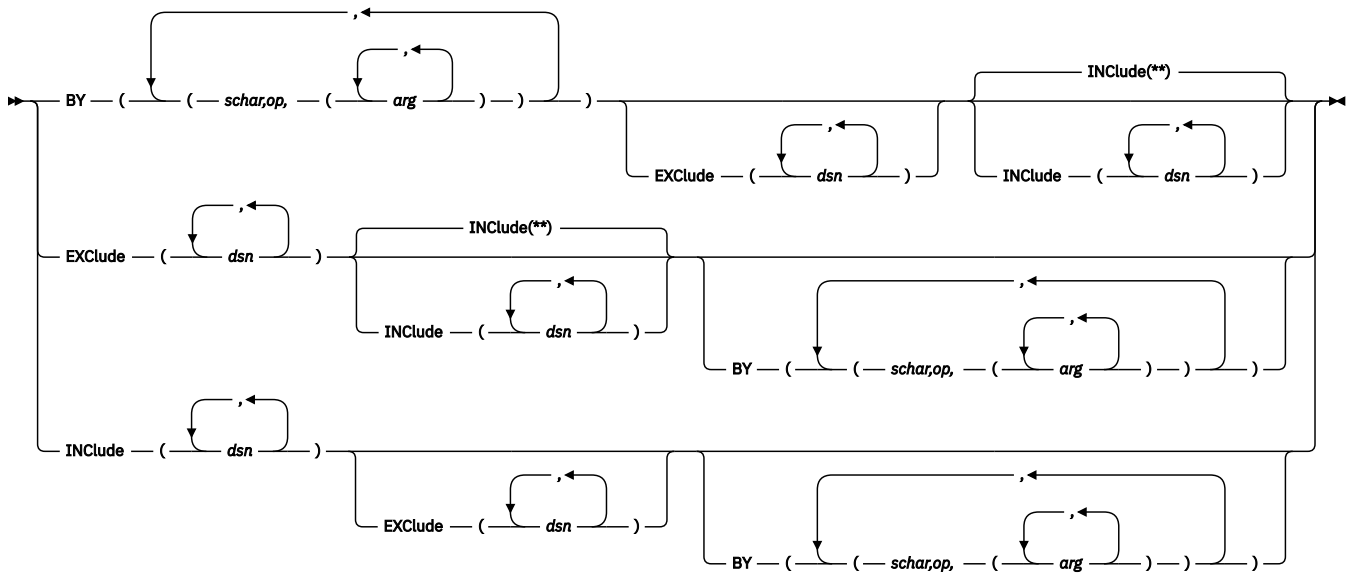 ,
,
INClude(**)
BY ( ( schar,op, ( arg ) ) )
, ,
EXClude ( dsn ) INClude ( dsn )
,
INClude(**)
EXClude ( dsn )
, ,
INClude ( dsn )
,
BY ( ( schar,op, ( arg ) ) )
,
INClude ( dsn )
, ,
EXClude ( dsn )
,
BY ( ( schar,op, ( arg ) ) )